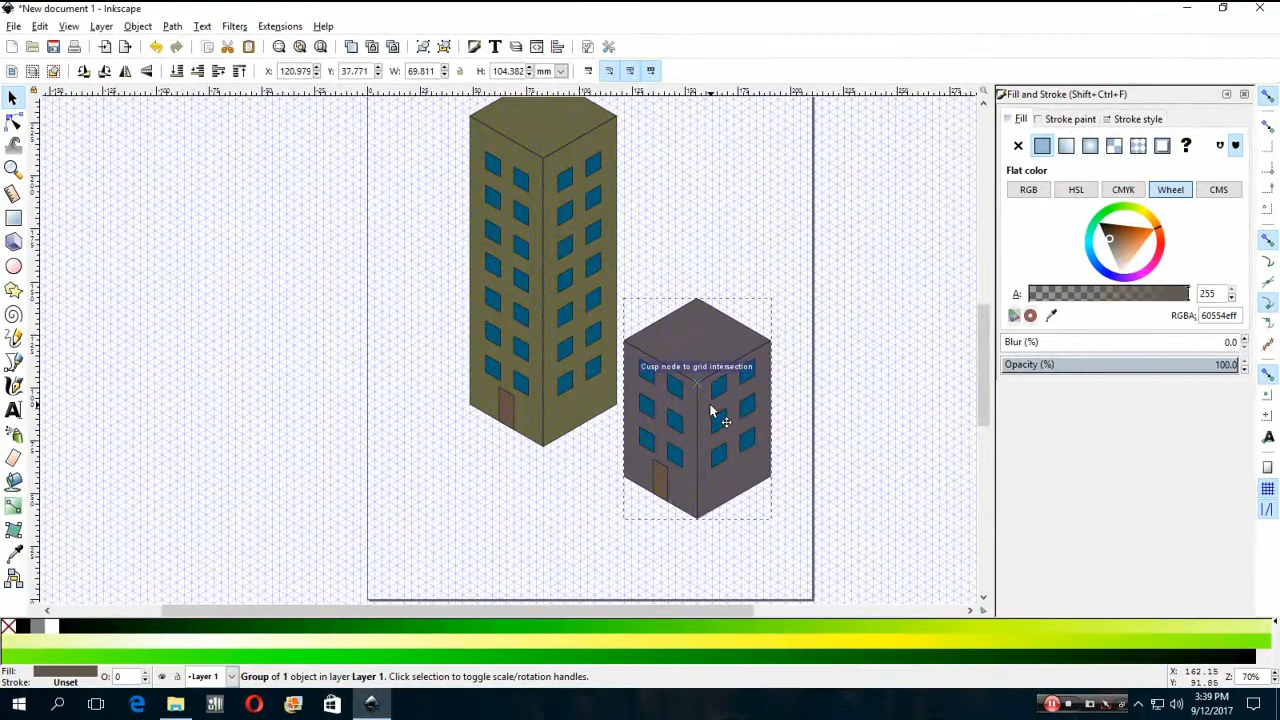 *New document 1 - Inkscape
File Edit View Layer Object Path Text Filters Extensions Help
X: 120.975 Y: 37.771 W: 69.811 H: 104.382 mm
Fill and Stroke (Shift+Ctrl+F)
Fill Stroke paint Stroke style
Flat color
RGB HSL CMYK Wheel CMS
A: 255
RGBA: 60554eff
Blur (%) 0.0
Opacity (%) 100.0
Cusp node to grid intersection
Fill: Unset
Stroke: O: 0 Layer 1 Group of 1 object in layer Layer 1. Click selection to toggle scale/rotation handles.
X: 162.15
Y: 91.85
Z: 70%
3:39 PM
9/12/2017